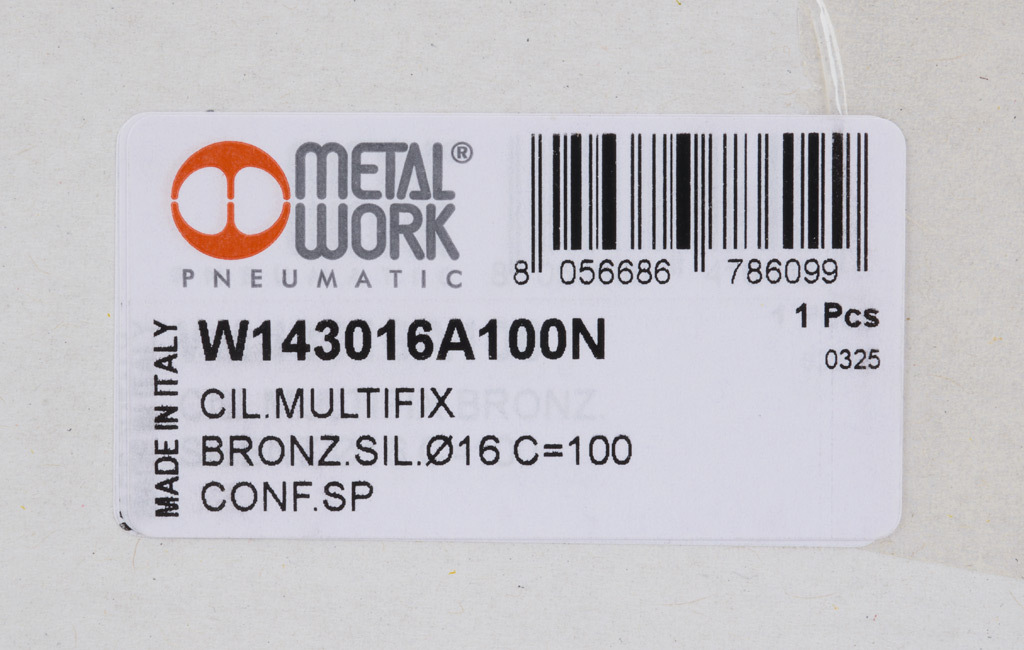 METAL®
WORK
PNEUMATIC
8 056686 786099
W143016A100N
1 Pcs
0325
CIL.MULTIFIX
BRONZ.SIL.Ø16 C=100
CONF.SP
MADE IN ITALY